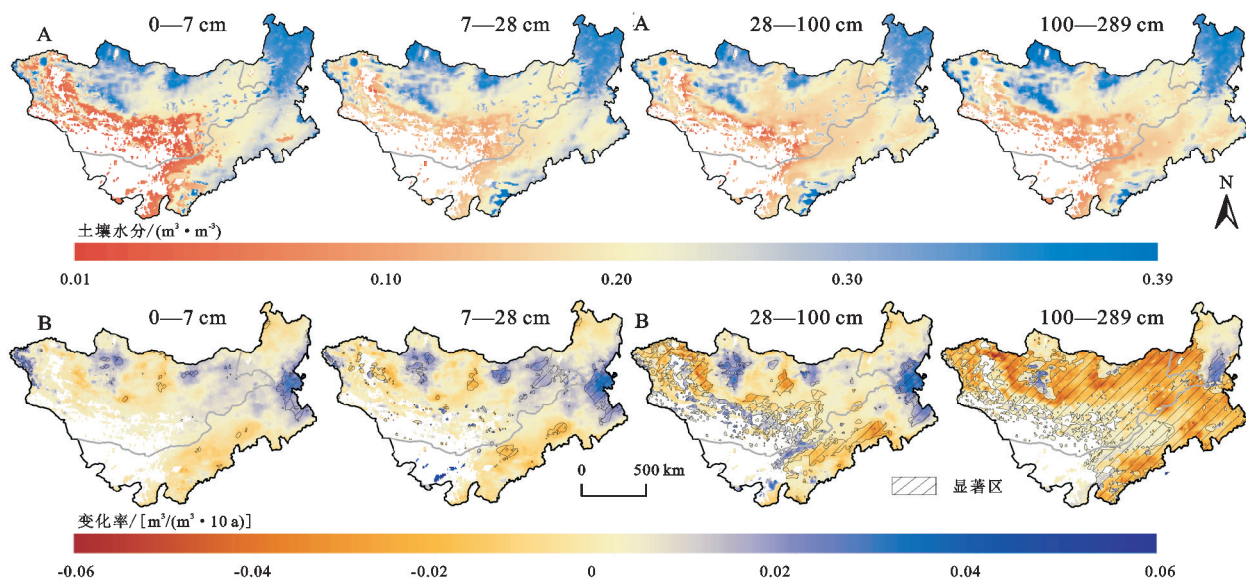 A 0—7 cm 7—28 cm A 28—100 cm 100—289 cm
N
土壤水分/(m³·m⁻³)
0.01 0.10 0.20 0.30 0.39
B 0—7 cm 7—28 cm B 28—100 cm 100—289 cm
0 500 km
显著区
变化率/[m³/(m³·10 a)]
-0.06 -0.04 -0.02 0 0.02 0.04 0.06